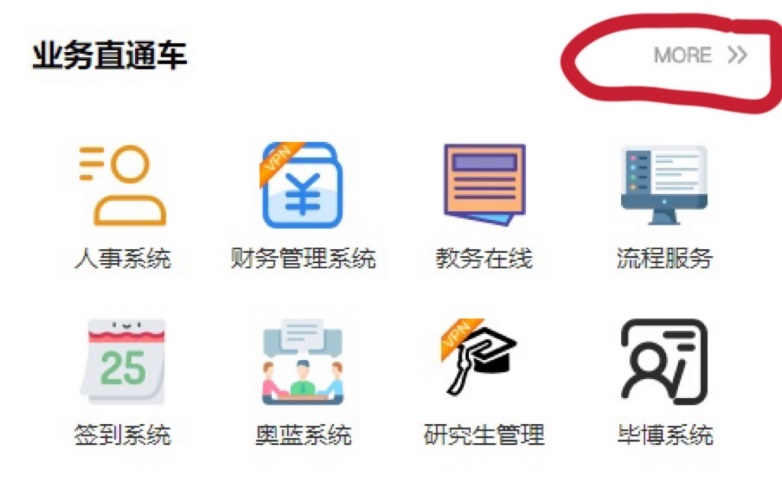 业务直通车
MORE >>
VPN
人事系统
财务管理系统
教务在线
流程服务
25
VPN
签到系统
奥蓝系统
研究生管理
毕博系统